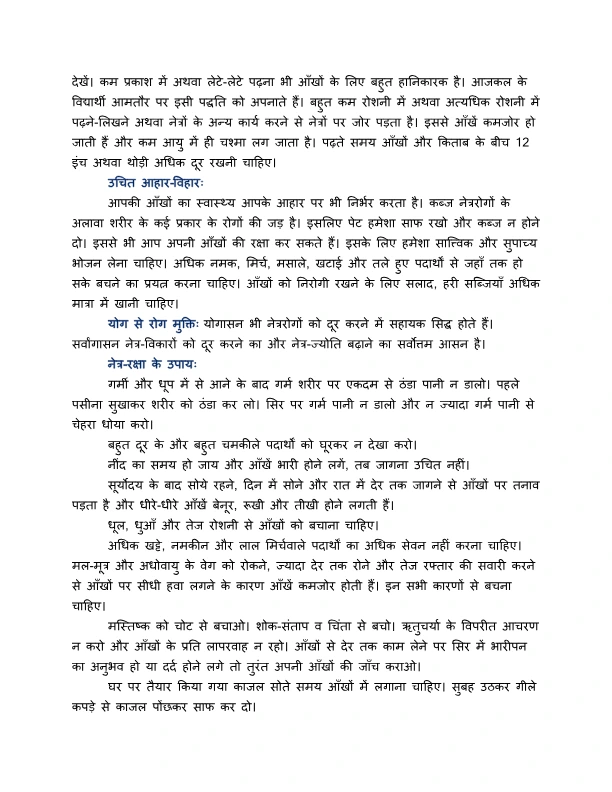 देखें। कम प्रकाश में अथवा लेटे-लेटे पढ़ना भी आँखों के लिए बहुत हानिकारक है। आजकल के
विद्यार्थी आमतौर पर इसी पद्धति को अपनाते हैं। बहुत कम रोशनी में अथवा अत्यधिक रोशनी में
पढ़ने-लिखने अथवा नेत्रों के अन्य कार्य करने से नेत्रों पर जोर पड़ता है। इससे आँखें कमजोर हो
जाती हैं और कम आयु में ही चश्मा लग जाता है। पढ़ते समय आँखों और किताब के बीच 12
इंच अथवा थोड़ी अधिक दूर रखनी चाहिए।
उचित आहार-विहारः
आपकी आँखों का स्वास्थ्य आपके आहार पर भी निर्भर करता है। कब्ज नेत्ररोगों के
अलावा शरीर के कई प्रकार के रोगों की जड़ है। इसलिए पेट हमेशा साफ रखो और कब्ज न होने
दो। इससे भी आप अपनी आँखों की रक्षा कर सकते हैं। इसके लिए हमेशा सात्त्विक और सुपाच्य
भोजन लेना चाहिए। अधिक नमक, मिर्च, मसाले, खटाई और तले हुए पदार्थों से जहाँ तक हो
सके बचने का प्रयत्न करना चाहिए। आँखों को निरोगी रखने के लिए सलाद, हरी सब्जियाँ अधिक
मात्रा में खानी चाहिए।
योग से रोग मुक्तिः योगासन भी नेत्ररोगों को दूर करने में सहायक सिद्ध होते हैं।
सर्वांगासन नेत्र-विकारों को दूर करने का और नेत्र-ज्योति बढ़ाने का सर्वोत्तम आसन है।
नेत्र-रक्षा के उपायः
गर्मी और धूप में से आने के बाद गर्म शरीर पर एकदम से ठंडा पानी न डालो। पहले
पसीना सुखाकर शरीर को ठंडा कर लो। सिर पर गर्म पानी न डालो और न ज्यादा गर्म पानी से
चेहरा धोया करो।
बहुत दूर के और बहुत चमकीले पदार्थों को घूरकर न देखा करो।
नींद का समय हो जाय और आँखें भारी होने लगें, तब जागना उचित नहीं।
सूर्योदय के बाद सोये रहने, दिन में सोने और रात में देर तक जागने से आँखों पर तनाव
पड़ता है और धीरे-धीरे आँखें बेनूर, रूखी और तीखी होने लगती हैं।
धूल, धुआँ और तेज रोशनी से आँखों को बचाना चाहिए।
अधिक खट्टे, नमकीन और लाल मिर्चवाले पदार्थों का अधिक सेवन नहीं करना चाहिए।
मल-मूत्र और अधोवायु के वेग को रोकने, ज्यादा देर तक रोने और तेज रफ्तार की सवारी करने
से आँखों पर सीधी हवा लगने के कारण आँखें कमजोर होती हैं। इन सभी कारणों से बचना
चाहिए।
मस्तिष्क को चोट से बचाओ। शोक-संताप व चिंता से बचो। ऋतुचर्या के विपरीत आचरण
न करो और आँखों के प्रति लापरवाह न रहो। आँखों से देर तक काम लेने पर सिर में भारीपन
का अनुभव हो या दर्द होने लगे तो तुरंत अपनी आँखों की जाँच कराओ।
घर पर तैयार किया गया काजल सोते समय आँखों में लगाना चाहिए। सुबह उठकर गीले
कपड़े से काजल पोंछकर साफ कर दो।